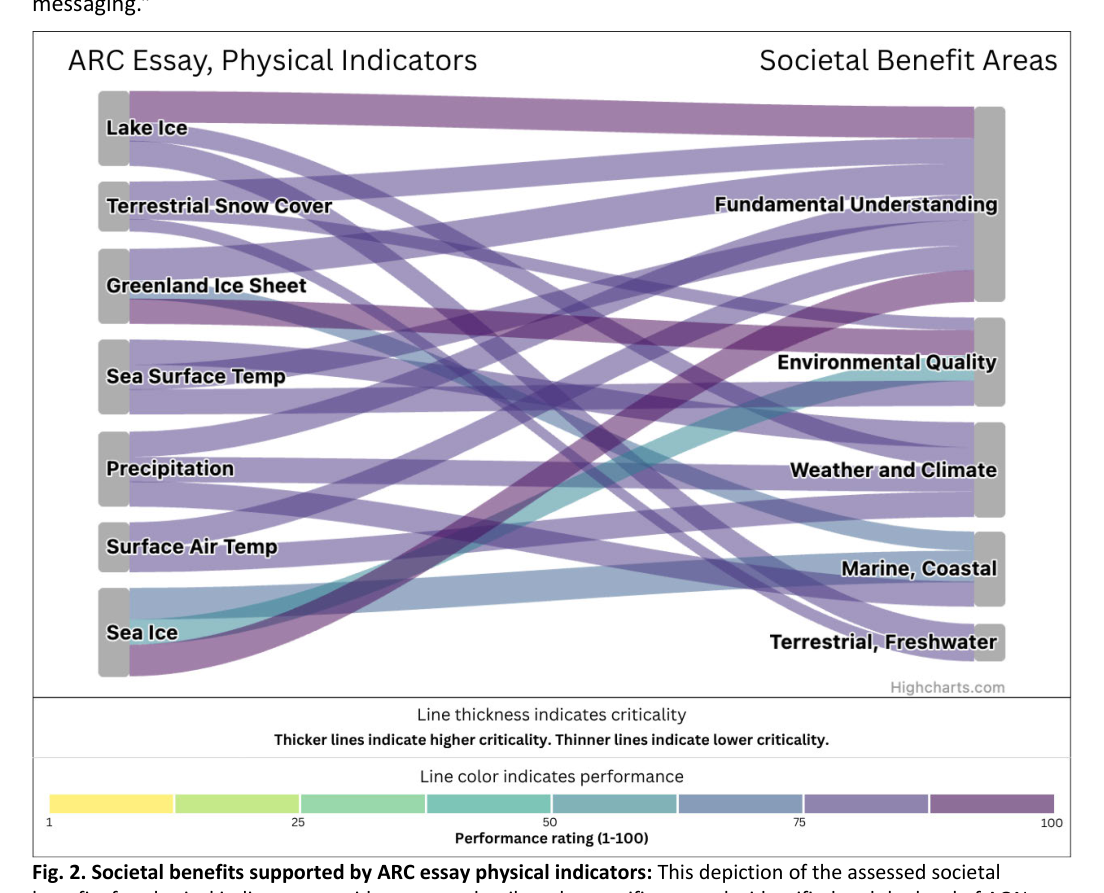 messaging.”
ARC Essay, Physical Indicators
Societal Benefit Areas
Lake Ice
Terrestrial Snow Cover
Greenland Ice Sheet
Sea Surface Temp
Precipitation
Surface Air Temp
Sea Ice
Fundamental Understanding
Environmental Quality
Weather and Climate
Marine, Coastal
Terrestrial, Freshwater
Highcharts.com
Line thickness indicates criticality
Thicker lines indicate higher criticality. Thinner lines indicate lower criticality.
Line color indicates performance
1 25 50 75 100
Performance rating (1-100)
Fig. 2. Societal benefits supported by ARC essay physical indicators: This depiction of the assessed societal